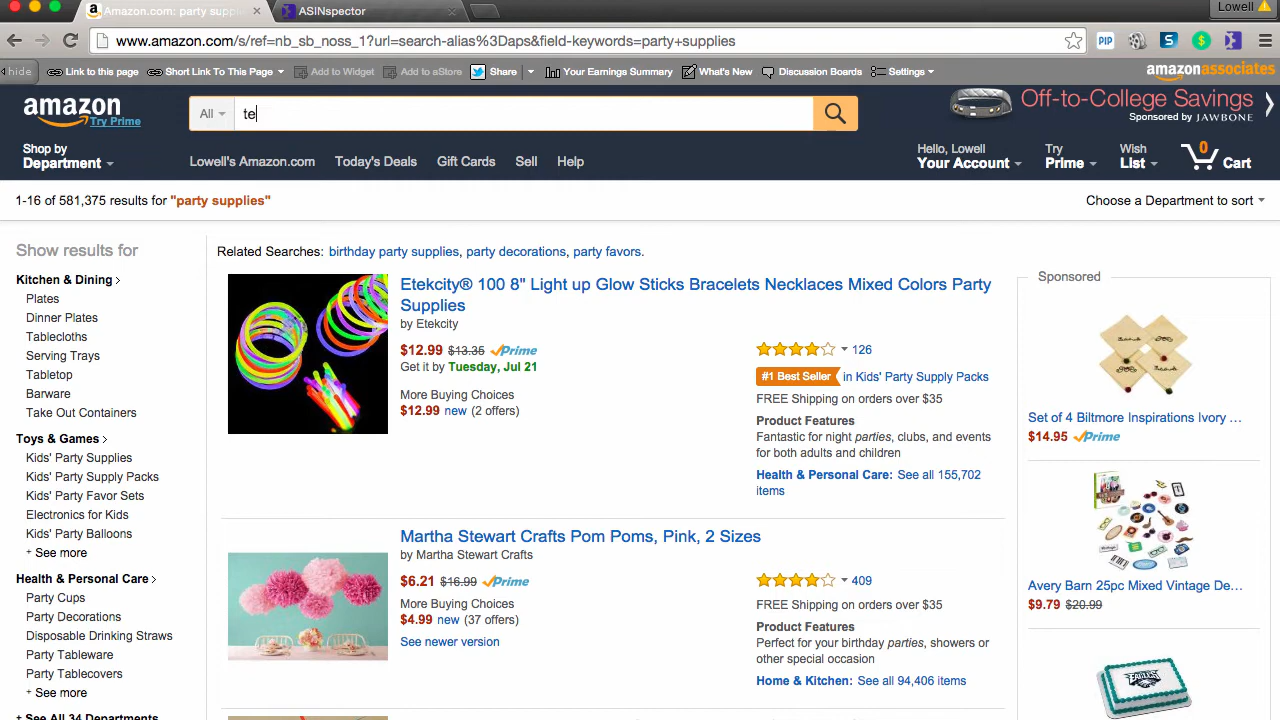 Amazon.com: party suppli
ASINspector
Lowell
www.amazon.com/s/ref=nb_sb_noss_1?url=search-alias%3Daps&field-keywords=party+supplies
PIP
hide
Link to this page
Short Link To This Page
Add to Widget
Add to aStore
Share
Your Earnings Summary
What's New
Discussion Boards
Settings
amazonassociates
amazon
Try Prime
All
te
Off-to-College Savings
Sponsored by JAWBONE
Shop by
Department
Lowell's Amazon.com
Today's Deals
Gift Cards
Sell
Help
Hello, Lowell
Your Account
Try
Prime
Wish
List
0
Cart
1-16 of 581,375 results for "party supplies"
Choose a Department to sort
Show results for
Kitchen & Dining
Plates
Dinner Plates
Tablecloths
Serving Trays
Tabletop
Barware
Take Out Containers
Toys & Games
Kids' Party Supplies
Kids' Party Supply Packs
Kids' Party Favor Sets
Electronics for Kids
Kids' Party Balloons
+ See more
Health & Personal Care
Party Cups
Party Decorations
Disposable Drinking Straws
Party Tableware
Party Tablecovers
+ See more
+ See All 34 Departments
Related Searches: birthday party supplies, party decorations, party favors.
Etekcity® 100 8" Light up Glow Sticks Bracelets Necklaces Mixed Colors Party
Supplies
by Etekcity
$12.99 $13.35 Prime
Get it by Tuesday, Jul 21
More Buying Choices
$12.99 new (2 offers)
126
#1 Best Seller in Kids' Party Supply Packs
FREE Shipping on orders over $35
Product Features
Fantastic for night parties, clubs, and events
for both adults and children
Health & Personal Care: See all 155,702
items
Martha Stewart Crafts Pom Poms, Pink, 2 Sizes
by Martha Stewart Crafts
$6.21 $16.99 Prime
More Buying Choices
$4.99 new (37 offers)
See newer version
409
FREE Shipping on orders over $35
Product Features
Perfect for your birthday parties, showers or
other special occasion
Home & Kitchen: See all 94,406 items
Sponsored
Set of 4 Biltmore Inspirations Ivory ...
$14.95 Prime
Avery Barn 25pc Mixed Vintage De...
$9.79 $20.99
EAGLES